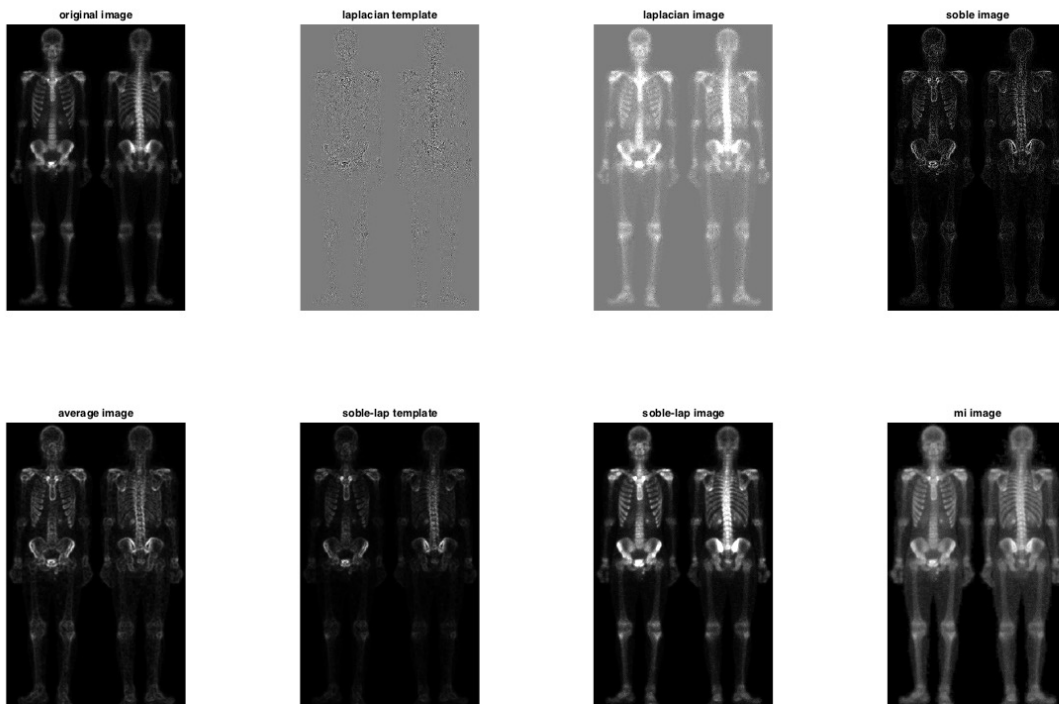 original image
laplacian template
laplacian image
soble image
average image
soble-lap template
soble-lap image
mi image